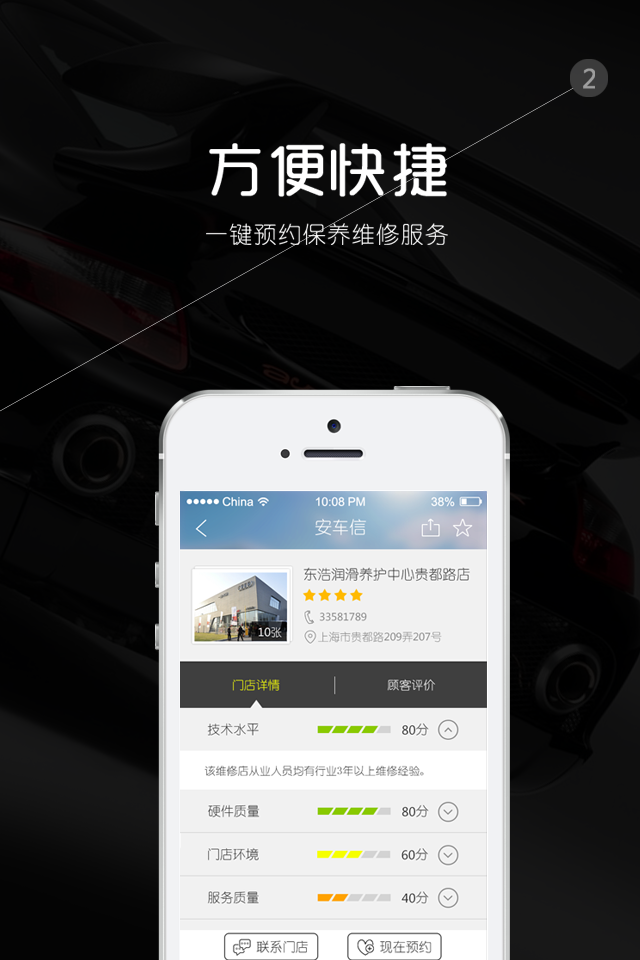 2
方便快捷
一键预约保养维修服务
China 10:08 PM 38%
安车信
东浩润滑养护中心贵都路店
33581789
10张
上海市贵都路209弄207号
门店详情 顾客评价
技术水平 80分
该维修店从业人员均有行业3年以上维修经验。
硬件质量 80分
门店环境 60分
服务质量 40分
联系门店 现在预约